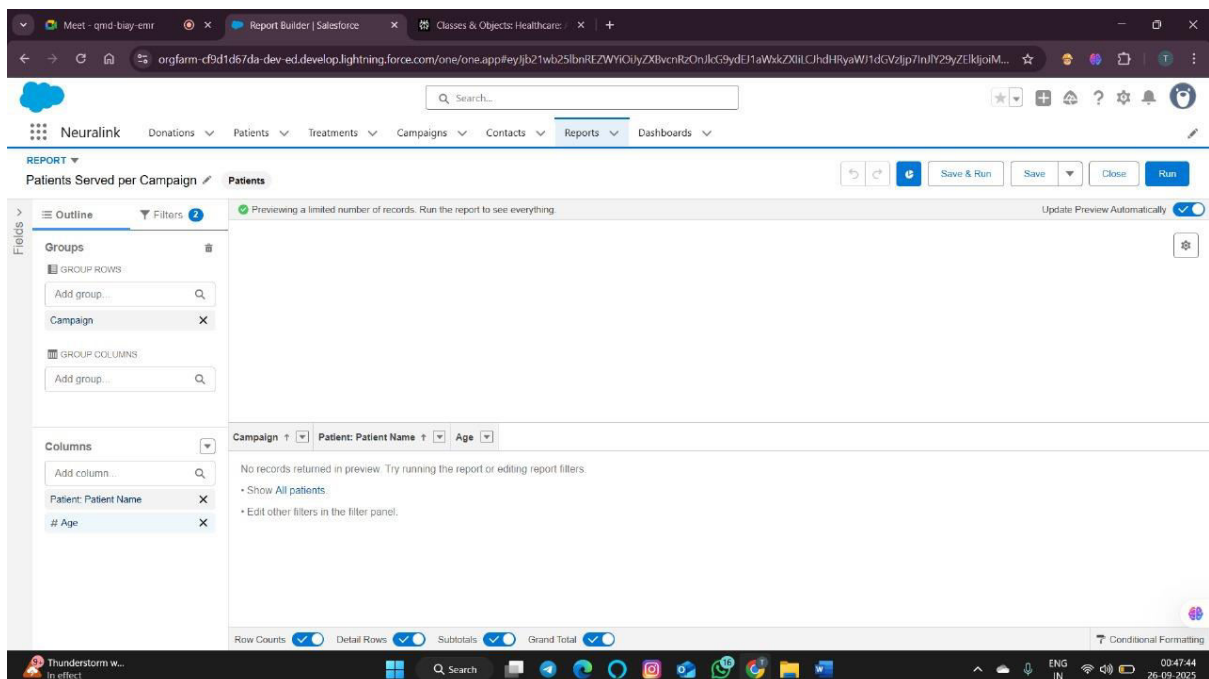 Meet - qmd-biay-emr
Report Builder | Salesforce
Classes & Objects: Healthcare:
orgfarm-cf9d1d67da-dev-ed.develop.lightning.force.com/one/one.app#
Search...
Neuralink
Donations
Patients
Treatments
Campaigns
Contacts
Reports
Dashboards
REPORT
Patients Served per Campaign
Patients
Save & Run
Save
Close
Run
Fields
Outline
Filters 2
Previewing a limited number of records. Run the report to see everything.
Update Preview Automatically
Groups
GROUP ROWS
Add group...
Campaign
GROUP COLUMNS
Add group...
Columns
Add column...
Patient: Patient Name
# Age
Campaign ↑
Patient: Patient Name ↑
Age
No records returned in preview. Try running the report or editing report filters.
• Show All patients.
• Edit other filters in the filter panel.
Row Counts
Detail Rows
Subtotals
Grand Total
Conditional Formatting
Thunderstorm w...
In effect
Search
16
ENG
IN
00:47:44
26-09-2025